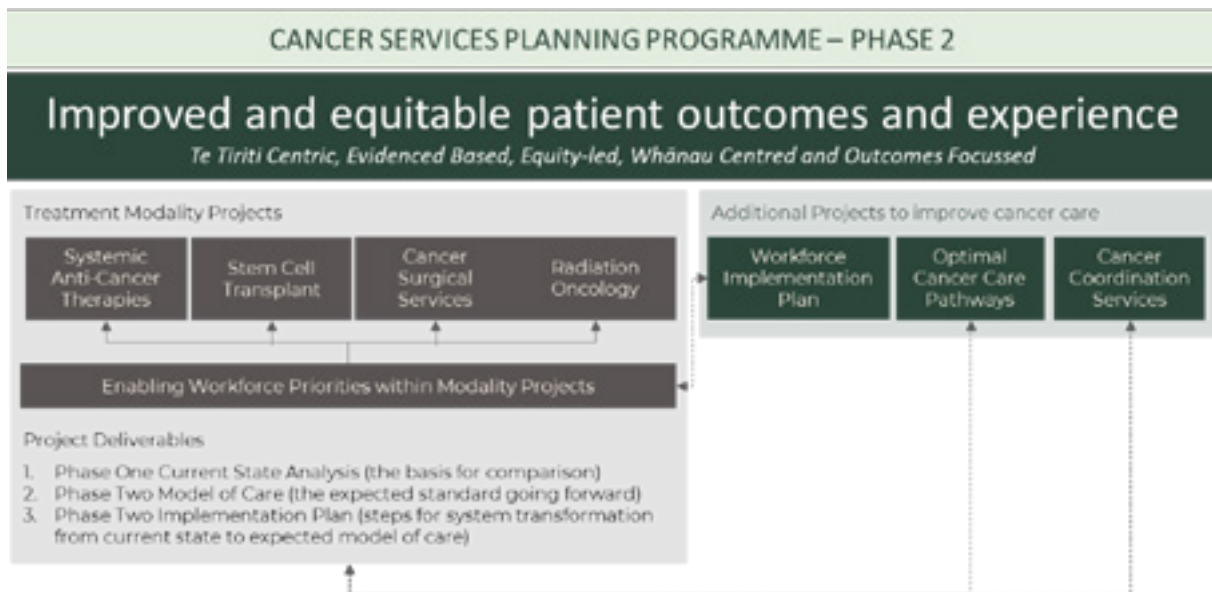 CANCER SERVICES PLANNING PROGRAMME – PHASE 2
Improved and equitable patient outcomes and experience
Te Tiriti Centric, Evidenced Based, Equity-led, Whānau Centred and Outcomes Focussed
Treatment Modality Projects
Systemic
Anti-Cancer
Therapies
Stem Cell
Transplant
Cancer
Surgical
Services
Radiation
Oncology
Enabling Workforce Priorities within Modality Projects
Project Deliverables
1. Phase One Current State Analysis (the basis for comparison)
2. Phase Two Model of Care (the expected standard going forward)
3. Phase Two Implementation Plan (steps for system transformation
from current state to expected model of care)
Additional Projects to improve cancer care
Workforce
Implementation
Plan
Optimal
Cancer Care
Pathways
Cancer
Coordination
Services